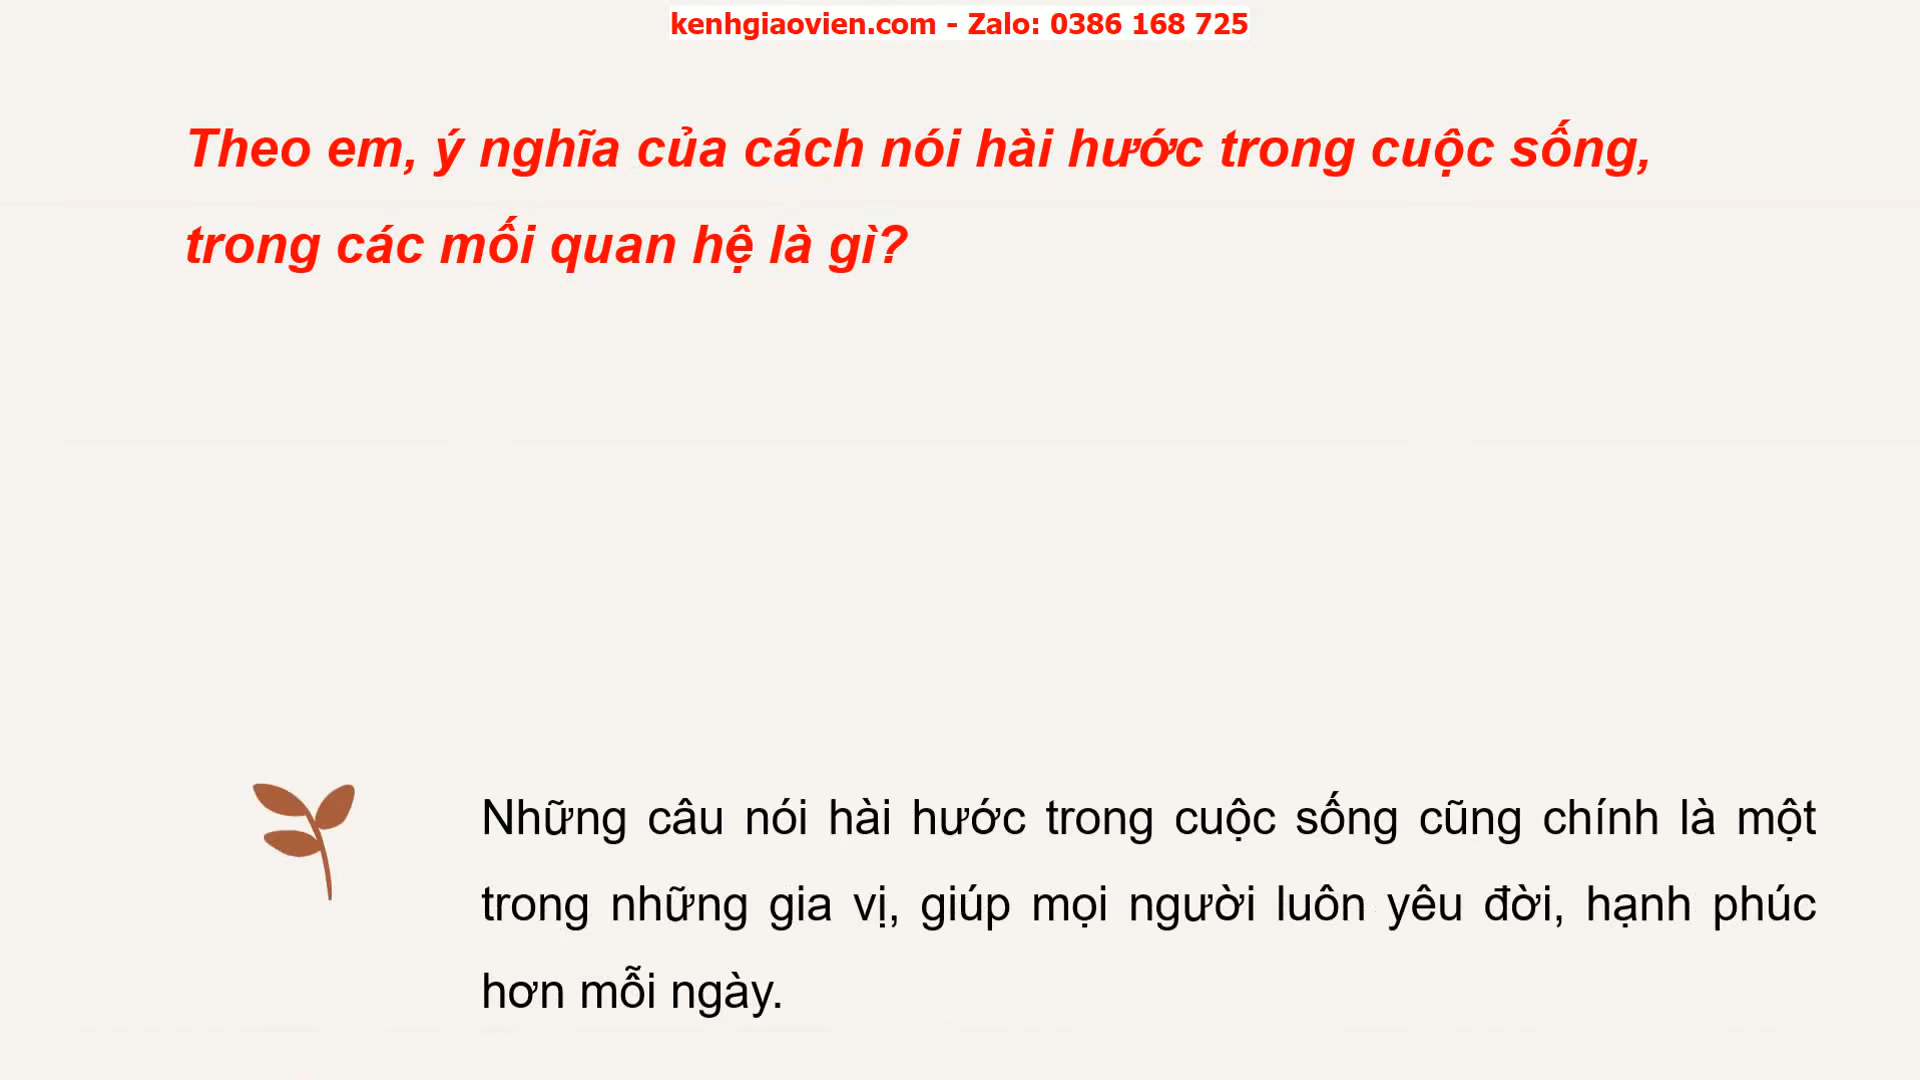 kenhgiaovien.com - Zalo: 0386 168 725
Theo em, ý nghĩa của cách nói hài hước trong cuộc sống,
trong các mối quan hệ là gì?
Những câu nói hài hước trong cuộc sống cũng chính là một
trong những gia vị, giúp mọi người luôn yêu đời, hạnh phúc
hơn mỗi ngày.